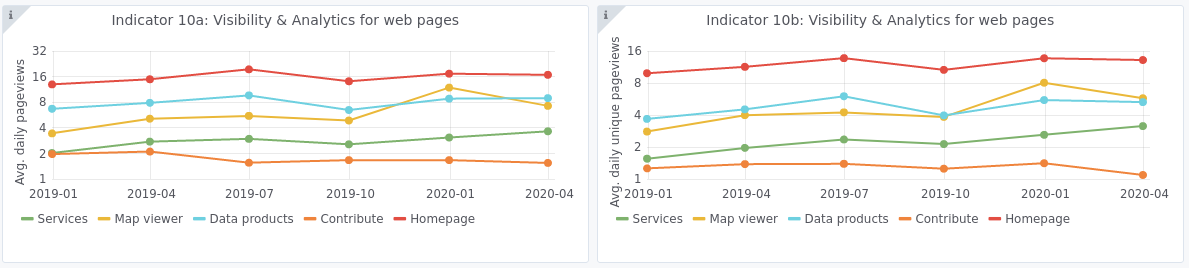 i
Indicator 10a: Visibility & Analytics for web pages
Avg. daily pageviews
32
16
8
4
2
1
2019-01 2019-04 2019-07 2019-10 2020-01 2020-04
Services Map viewer Data products Contribute Homepage
i
Indicator 10b: Visibility & Analytics for web pages
Avg. daily unique pageviews
16
8
4
2
1
2019-01 2019-04 2019-07 2019-10 2020-01 2020-04
Services Map viewer Data products Contribute Homepage